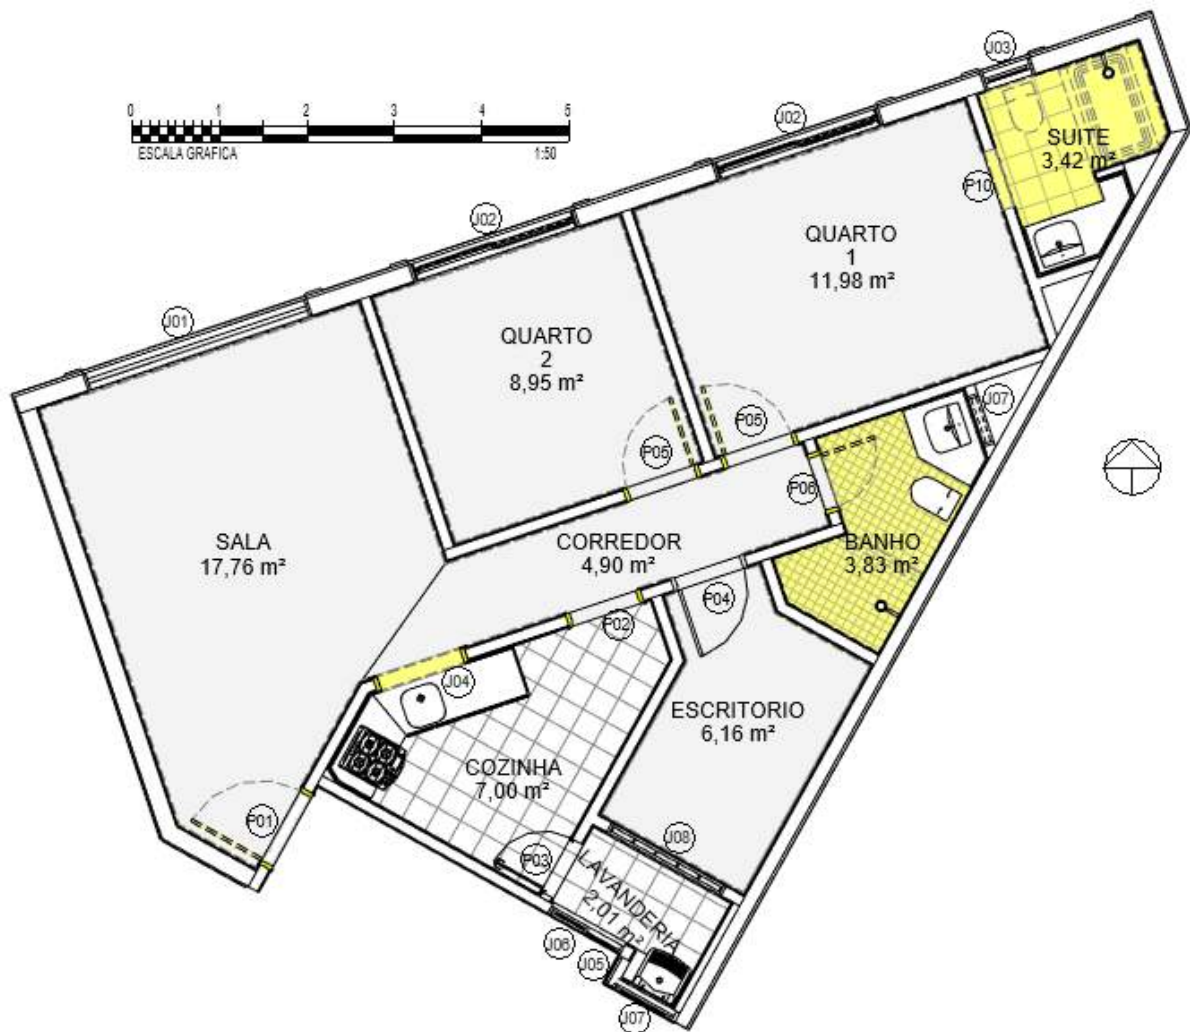 J03
0 1 2 3 4 5
ESCALA GRAFICA 1:50
J02
SUITE
3,42 m²
P10
J02
QUARTO
1
11,98 m²
J01
QUARTO
2
8,95 m²
J07
P05
P05
P06
SALA
17,76 m²
CORREDOR
4,90 m²
BANHO
3,83 m²
P04
P02
J04
ESCRITORIO
6,16 m²
COZINHA
7,00 m²
P01
J08
P03
LAVANDERIA
2,01 m²
J06
J05
J07